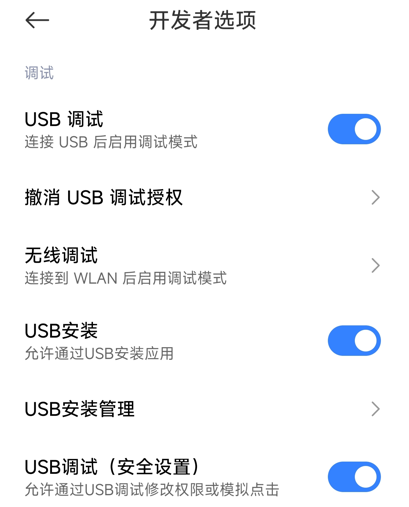 开发者选项
调试
USB 调试
连接 USB 后启用调试模式
撤消 USB 调试授权
无线调试
连接到 WLAN 后启用调试模式
USB安装
允许通过USB安装应用
USB安装管理
USB调试（安全设置）
允许通过USB调试修改权限或模拟点击